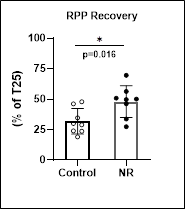 RPP Recovery
*
p=0.016
100
75
50
25
0
(% of T25)
Control NR